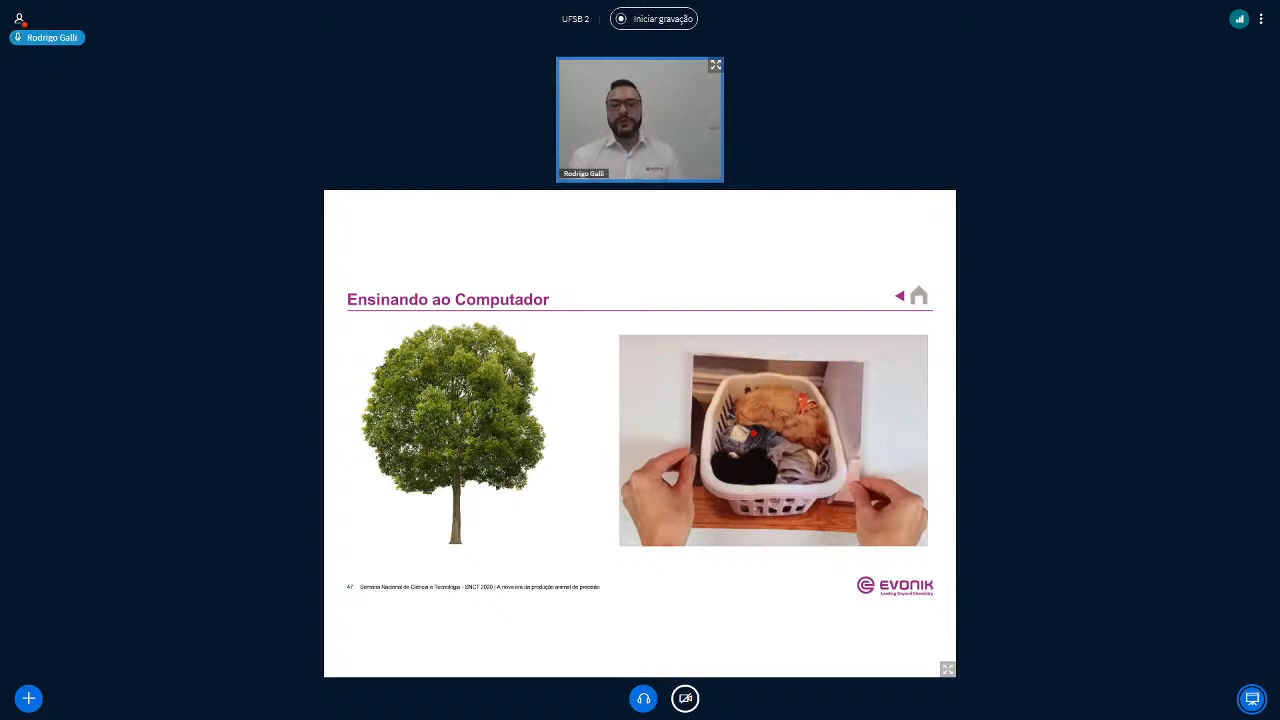 UFSB 2
Iniciar gravação
Rodrigo Galli
Rodrigo Galli
Ensinando ao Computador
47 Semana Nacional de Ciência e Tecnologia - SNCT 2020 | A nova era da produção animal de precisão
EVONIK
Leading Beyond Chemistry